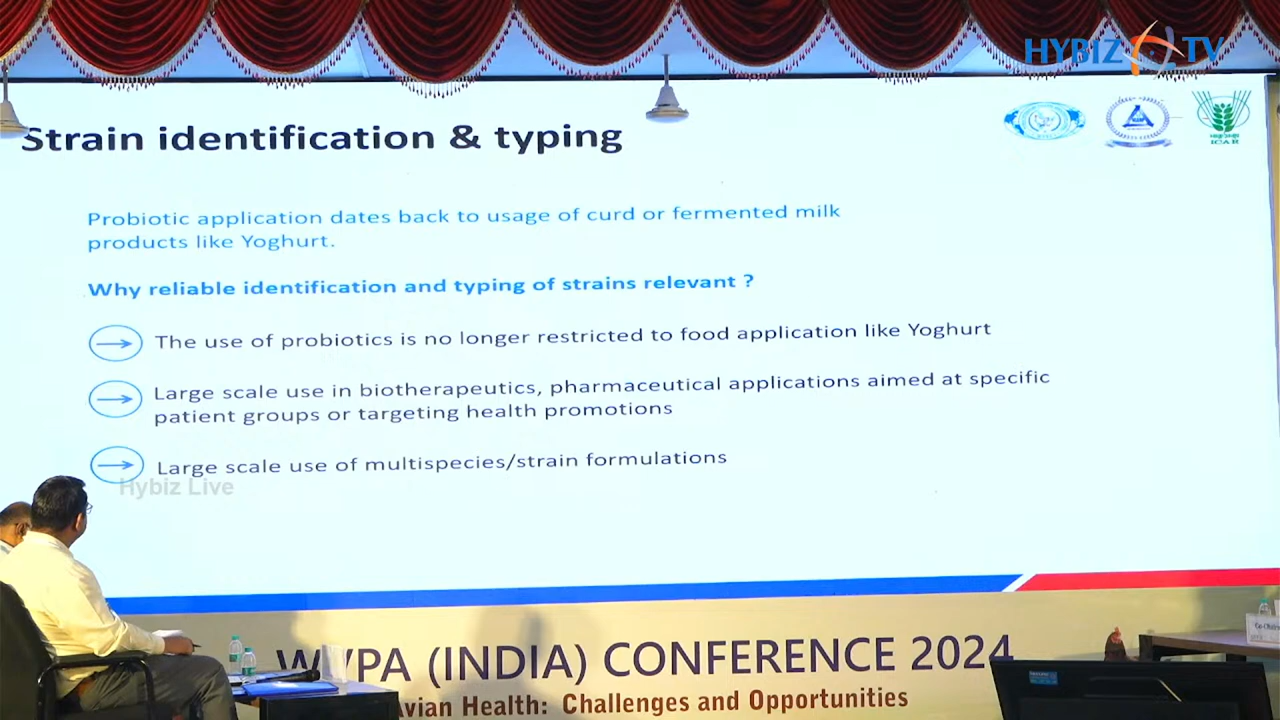 HYBIZ TV
Strain identification & typing
ICAR
Probiotic application dates back to usage of curd or fermented milk
products like Yoghurt.
Why reliable identification and typing of strains relevant ?
The use of probiotics is no longer restricted to food application like Yoghurt
Large scale use in biotherapeutics, pharmaceutical applications aimed at specific
patient groups or targeting health promotions
Large scale use of multispecies/strain formulations
Hybiz Live
WVPA (INDIA) CONFERENCE 2024
Avian Health: Challenges and Opportunities